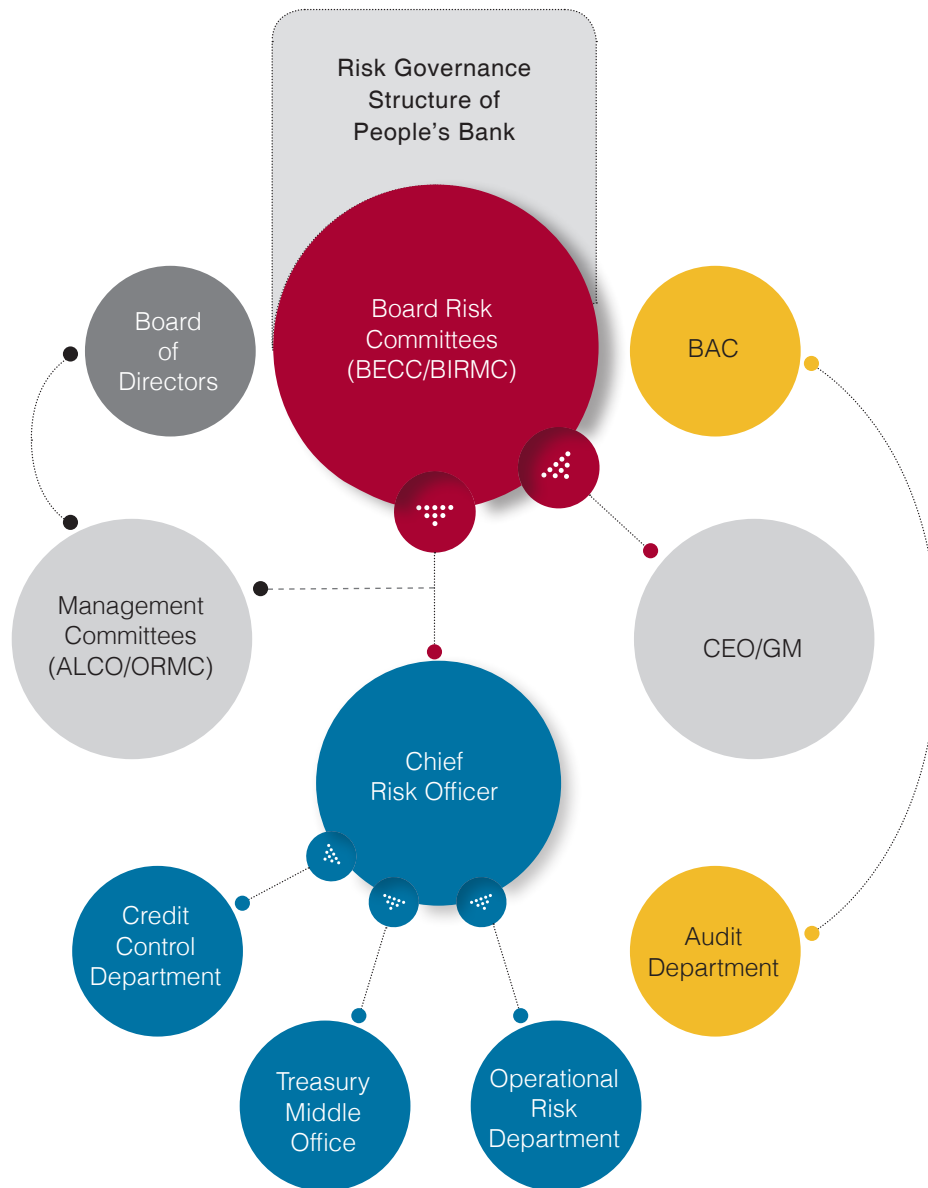 Risk Governance
Structure of
People's Bank
Board Risk
Committees
(BECC/BIRMC)
Board
of
Directors
BAC
Management
Committees
(ALCO/ORMC)
CEO/GM
Chief
Risk Officer
Credit
Control
Department
Audit
Department
Treasury
Middle
Office
Operational
Risk
Department